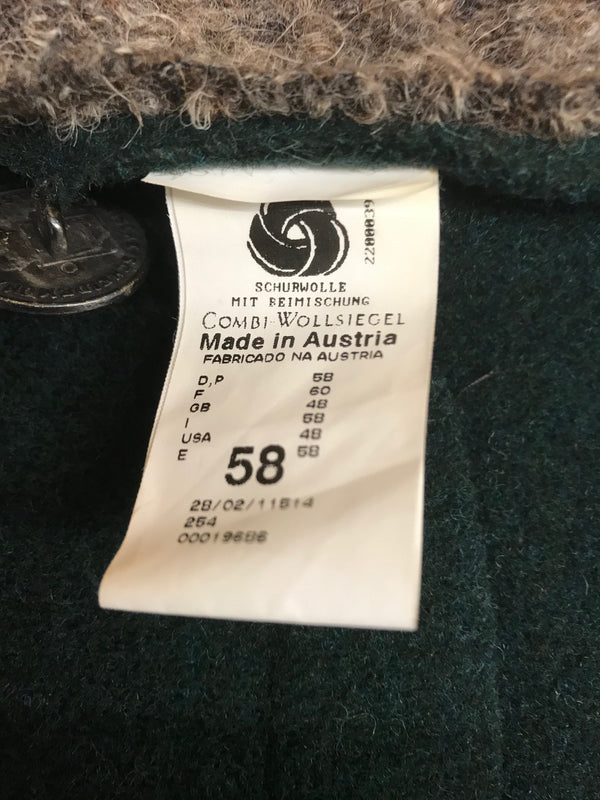 2200039
SCHURWOLLE
MIT BEIMISCHUNG
COMBI-WOLLSIEGEL
Made in Austria
FABRICADO NA AUSTRIA
D,P 58
F 60
GB 48
I 58
USA 48
E 58
58
28/02/11514
254
00019686